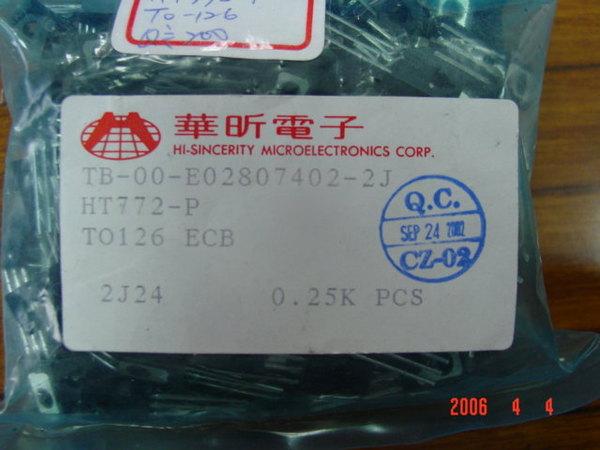 TO-126
華昕電子
HI-SINCERITY MICROELECTRONICS CORP.
TB-00-E02807402-2J
HT772-P
TO126 ECB
2J24 0.25K PCS
Q.C.
SEP 24 2002
CZ-02
2006 4 4